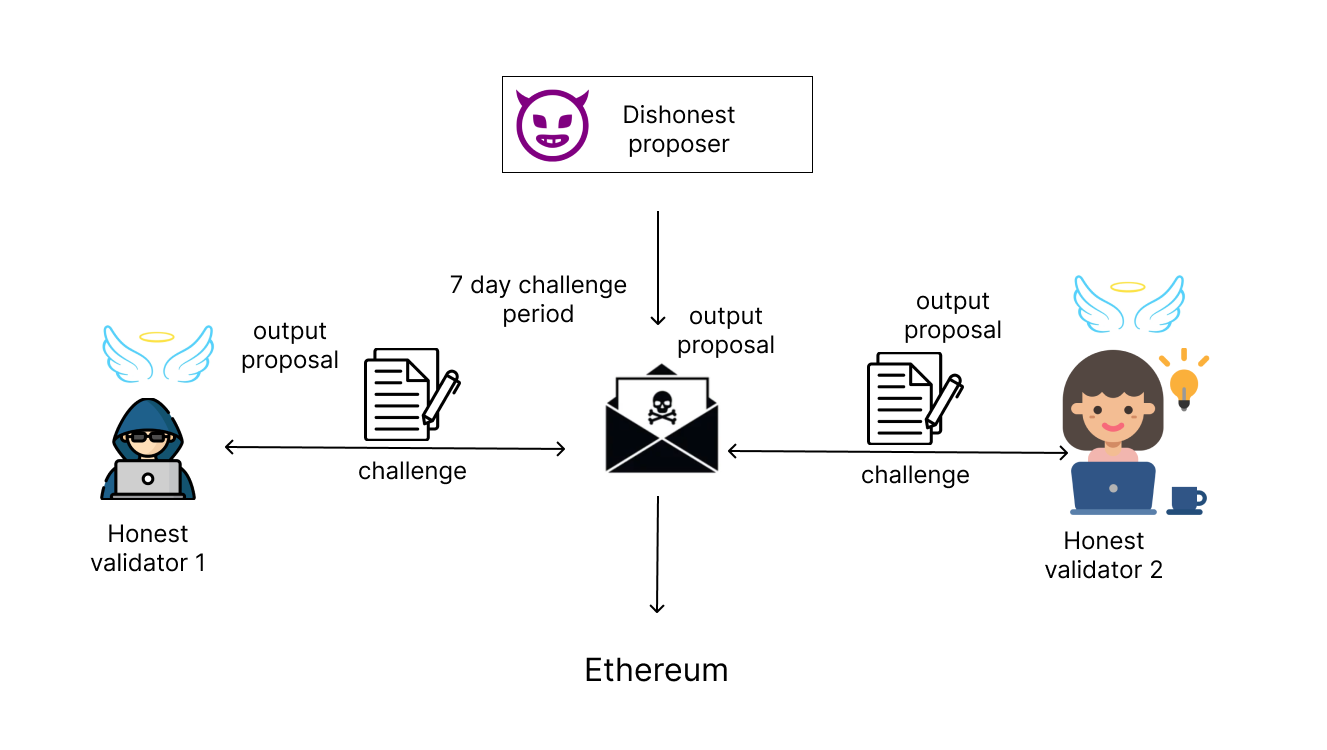 Dishonest
proposer
7 day challenge
period
output
proposal
output
proposal
output
proposal
challenge
challenge
Honest
validator 1
Honest
validator 2
Ethereum